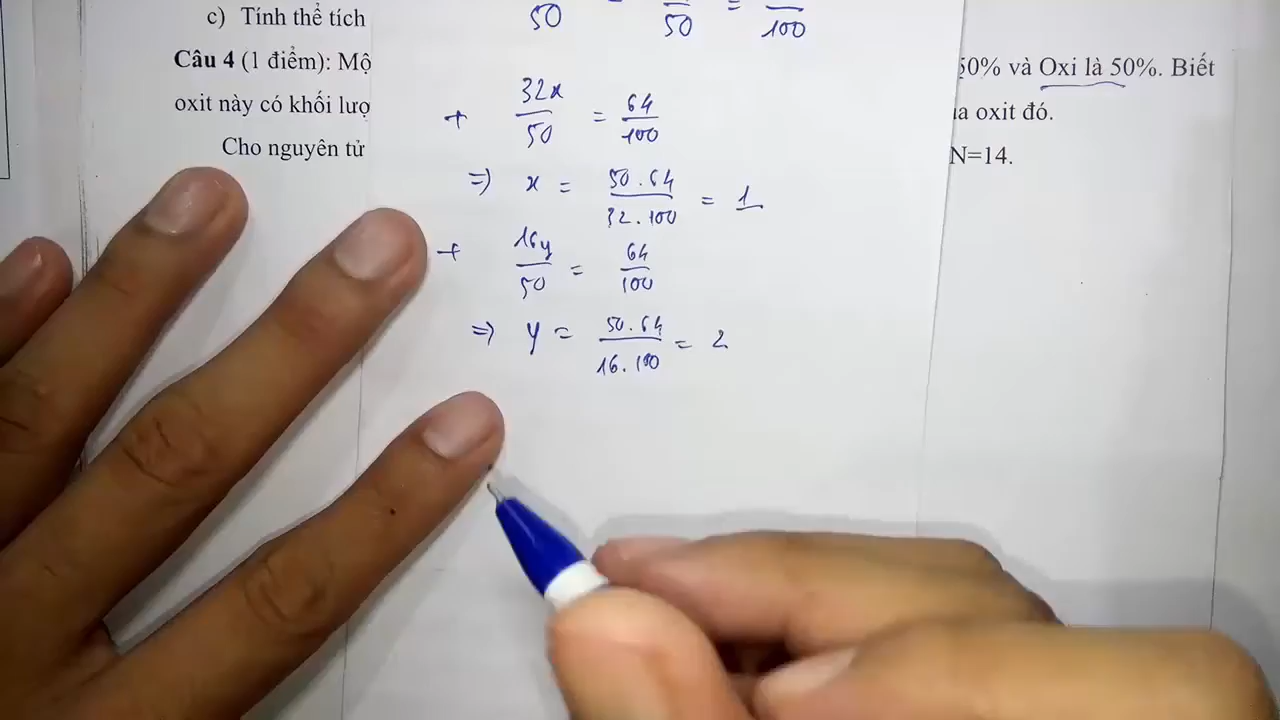 c) Tính thể tích
50 = 50 = 100
Câu 4 (1 điểm): Mộ
50% và Oxi là 50%. Biết
+ 32x/50 = 64/100
oxit này có khối lượ
ủa oxit đó.
Cho nguyên tử
N=14.
=) x = 50.64/32.100 = 1
+ 16y/50 = 64/100
=) y = 50.64/16.100 = 2